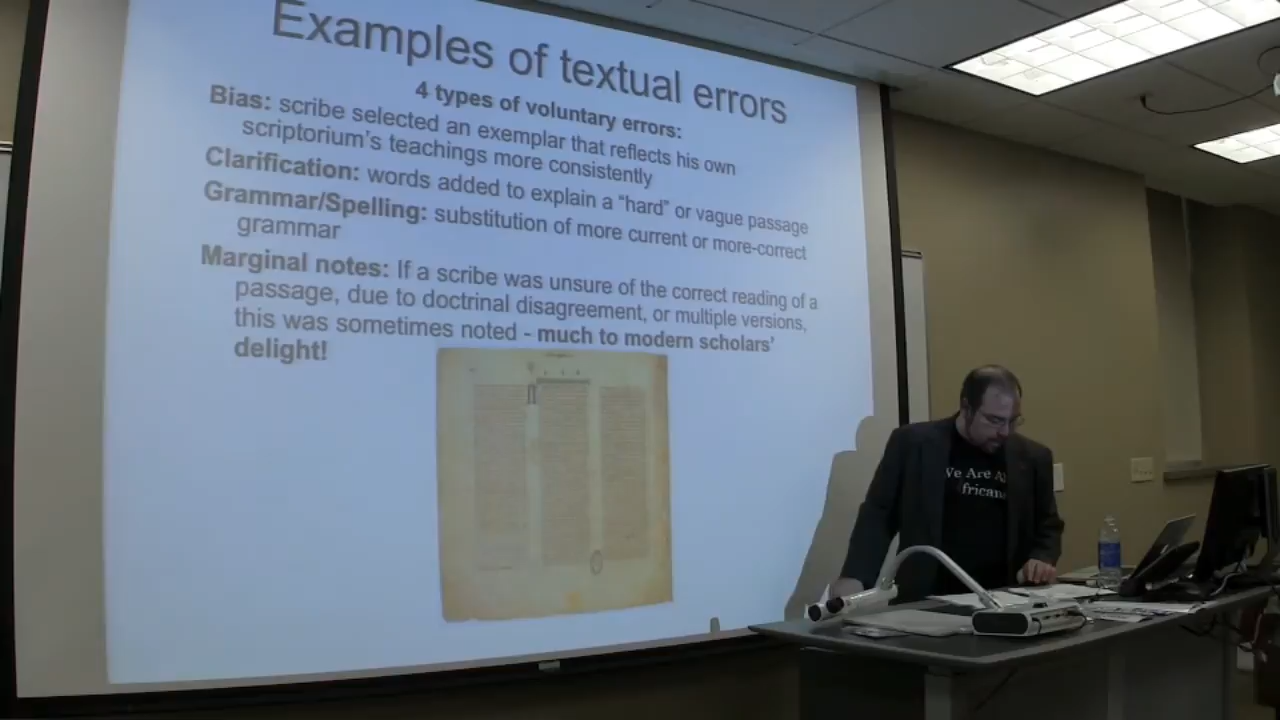 Examples of textual errors
4 types of voluntary errors:
Bias: scribe selected an exemplar that reflects his own
scriptorium's teachings more consistently
Clarification: words added to explain a "hard" or vague passage
Grammar/Spelling: substitution of more current or more-correct
grammar
Marginal notes: If a scribe was unsure of the correct reading of a
passage, due to doctrinal disagreement, or multiple versions,
this was sometimes noted - much to modern scholars'
delight!
We Are Al
frican